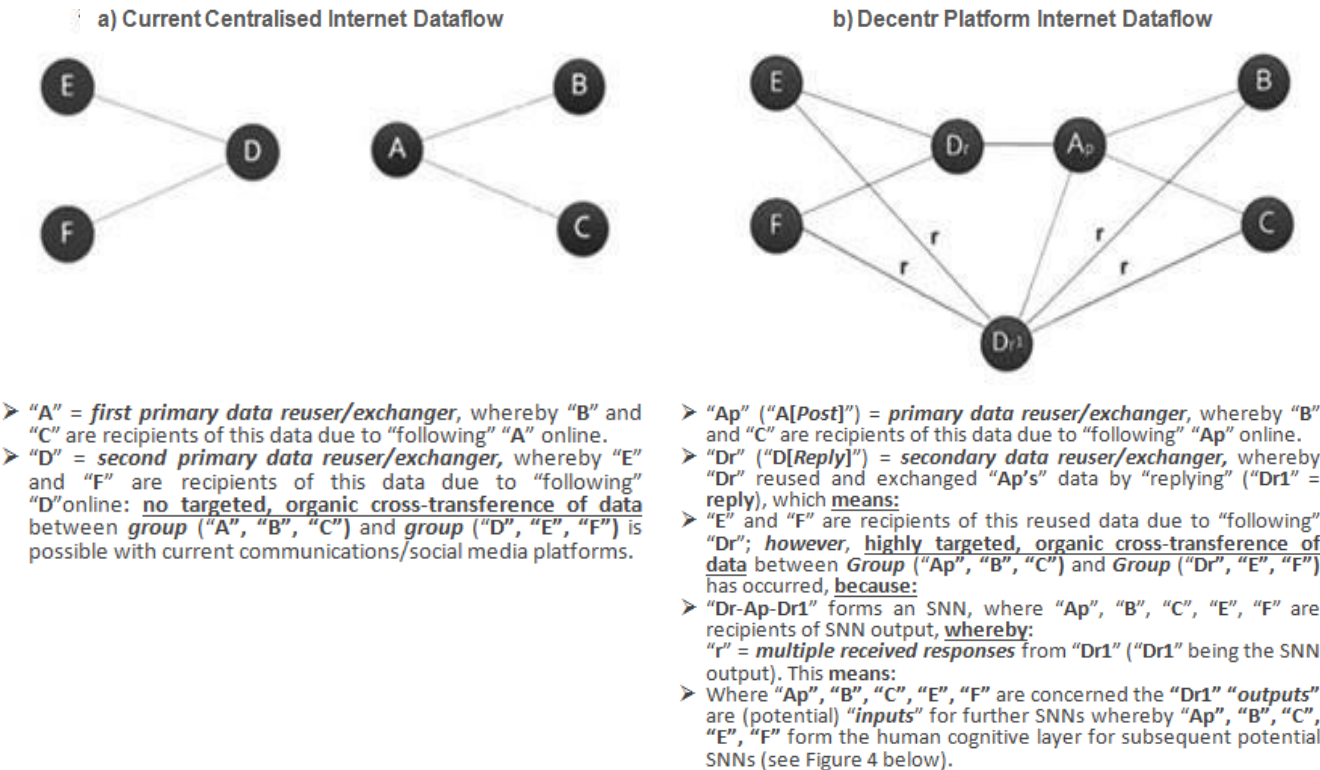 a) Current Centralised Internet Dataflow
E
B
D
A
F
C
➤ “A” = first primary data reuser/exchanger, whereby “B” and
“C” are recipients of this data due to “following” “A” online.
➤ “D” = second primary data reuser/exchanger, whereby “E”
and “F” are recipients of this data due to “following”
“D”online: no targeted, organic cross-transference of data
between group (“A”, “B”, “C”) and group (“D”, “E”, “F”) is
possible with current communications/social media platforms.
b) Decentr Platform Internet Dataflow
E
B
Dr
Ap
F
C
r
r
r
r
Dr1
➤ “Ap” (“A[Post]”) = primary data reuser/exchanger, whereby “B”
and “C” are recipients of this data due to “following” “Ap” online.
➤ “Dr” (“D[Reply]”) = secondary data reuser/exchanger, whereby
“Dr” reused and exchanged “Ap’s” data by “replying” (“Dr1” =
reply), which means:
➤ “E” and “F” are recipients of this reused data due to “following”
“Dr”; however, highly targeted, organic cross-transference of
data between Group (“Ap”, “B”, “C”) and Group (“Dr”, “E”, “F”)
has occurred, because:
➤ “Dr-Ap-Dr1” forms an SNN, where “Ap”, “B”, “C”, “E”, “F” are
recipients of SNN output, whereby:
“r” = multiple received responses from “Dr1” (“Dr1” being the SNN
output). This means:
➤ Where “Ap”, “B”, “C”, “E”, “F” are concerned the “Dr1” “outputs”
are (potential) “inputs” for further SNNs whereby “Ap”, “B”, “C”,
“E”, “F” form the human cognitive layer for subsequent potential
SNNs (see Figure 4 below).